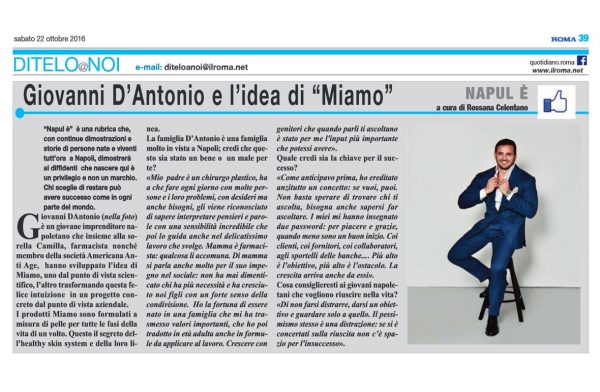 sabato 22 ottobre 2016
ROMA 39
DITELO@NOI
e-mail: diteloanoi@ilroma.net
quotidiano.roma
www.ilroma.net
Giovanni D'Antonio e l'idea di “Miamo”
NAPUL È
a cura di Rossana Celentano
“Napul è” è una rubrica che,
con continue dimostrazioni e
storie di persone nate e viventi
tutt'ora a Napoli, dimostrerà
ai diffidenti che nascere qui è
un privilegio e non un marchio.
Chi sceglie di restare può
avere successo come in ogni
parte del mondo.
Giovanni DAntonio (nella foto)
è un giovane imprenditore napoletano
che insieme alla sorella
Camilla, farmacista nonché
membro della società Americana Anti
Age, hanno sviluppato l'idea di
Miamo, uno dal punto di vista scientifico,
l'altro trasformando questa felice
intuizione in un progetto concreto
dal punto di vista aziendale.
I prodotti Miamo sono formulati a
misura di pelle per tutte le fasi della
vita di un volto. Questo il segreto dell'healthy
skin system e della loro linea.
La famiglia D'Antonio è una famiglia
molto in vista a Napoli; credi che questo
sia stato un bene o un male per
te?
«Mio padre è un chirurgo plastico, ha
a che fare ogni giorno con molte persone
e i loro problemi, con desideri ma
anche bisogni, gli viene riconosciuto
di sapere interpretare pensieri e parole
con una sensibilità incredibile che
poi lo guida anche nel delicatissimo
lavoro che svolge. Mamma è farmacista:
qualcosa li accomuna. Di mamma
si parla anche molto per il suo impegno
nel sociale: non ha mai dimenticato
chi ha più necessità e ha cresciuto
noi figli con un forte senso della
condivisione. Ho la fortuna di essere
nato in una famiglia che mi ha trasmesso
valori importanti, che ho poi
tradotto in età adulta anche in formule
da applicare al lavoro. Crescere con
genitori che quando parli ti ascoltano
è stato per me l'input più importante
che potessi avere».
Quale credi sia la chiave per il successo?
«Come anticipavo prima, ho ereditato
anzitutto un concetto: se vuoi, puoi.
Non basta sperare di trovare chi ti
ascolta, bisogna anche sapersi far
ascoltare. I miei mi hanno insegnato
due password: per piacere e grazie,
quando meno sono un buon inizio. Coi
clienti, coi fornitori, coi collaboratori,
agli sportelli delle banche.... Più alto
è l'obiettivo, più alto è l'ostacolo. La
carica arriva anche da essi».
Cosa consiglieresti ai giovani napoletani
che vogliono riuscire nella vita?
«Di non farsi distrarre, darsi un obiettivo
e guardare solo a quello. Il pessimismo
stesso è una distrazione: se si è
concertati sulla riuscita non c'è spazio
per l'insuccesso».